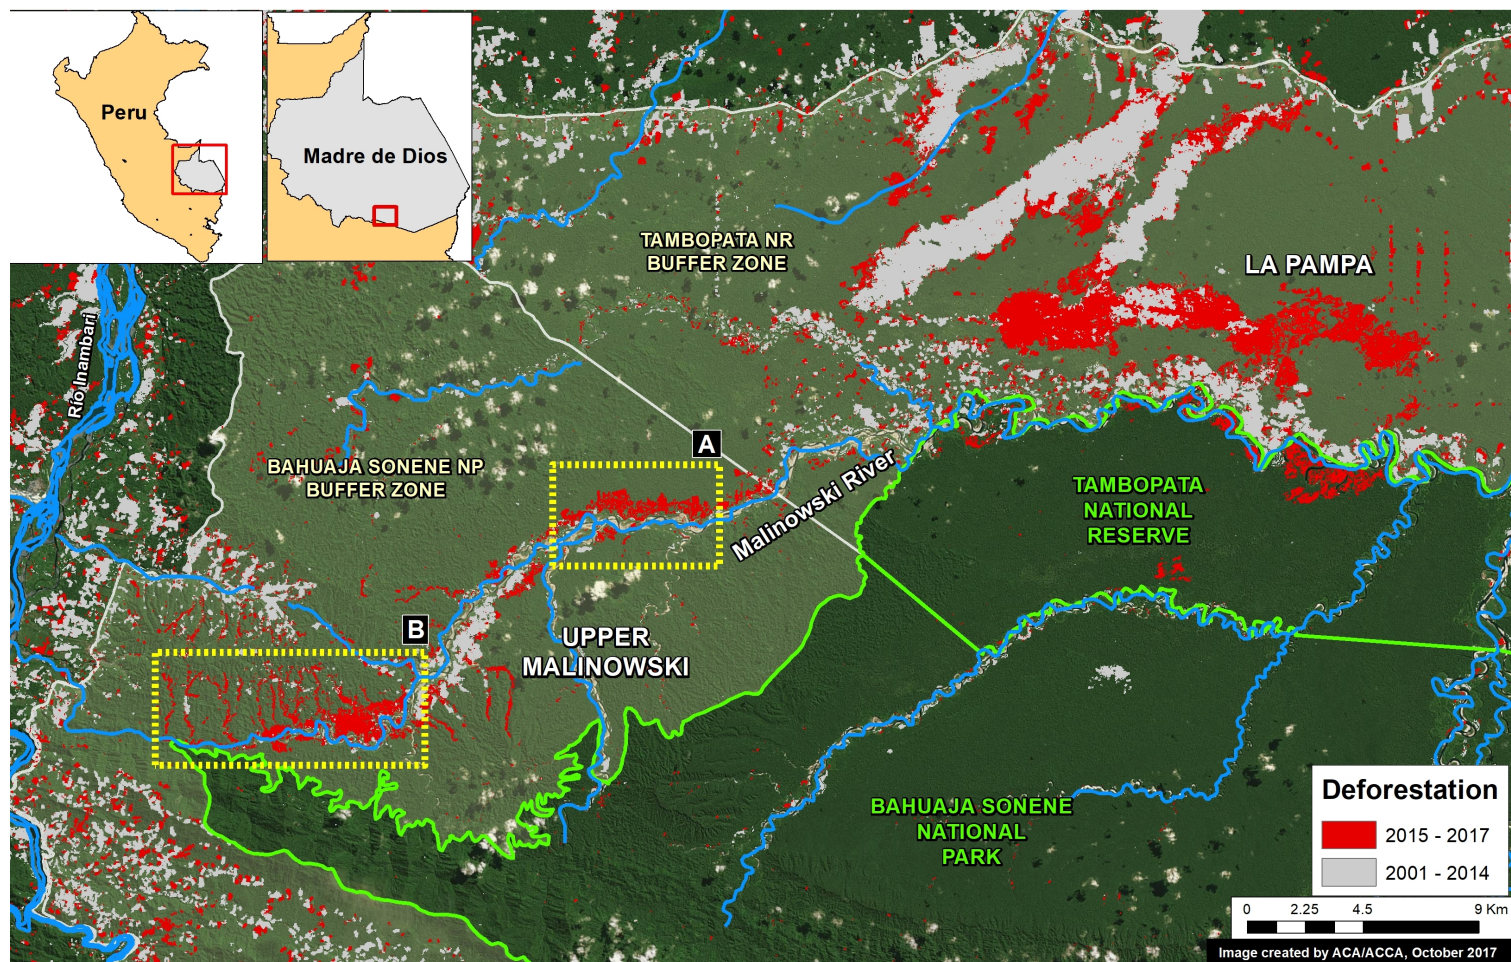 Peru
Madre de Dios
TAMBOPATA NR
BUFFER ZONE
LA PAMPA
Río Inambari
A
BAHUAJA SONENE NP
BUFFER ZONE
Malinowski River
TAMBOPATA
NATIONAL
RESERVE
B
UPPER
MALINOWSKI
BAHUAJA SONENE
NATIONAL
PARK
Deforestation
2015 - 2017
2001 - 2014
0 2.25 4.5 9 Km
Image created by ACA/ACCA, October 2017